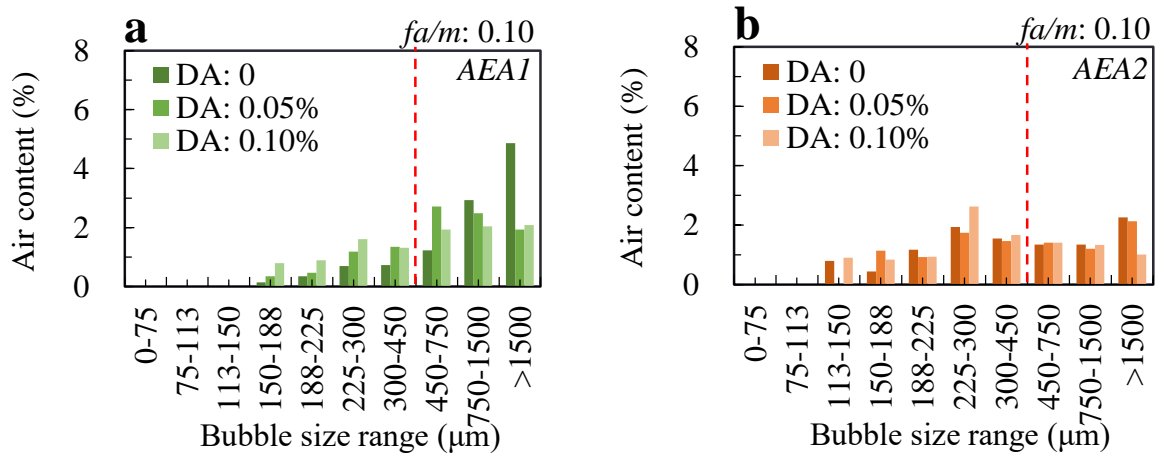 a
fa/m: 0.10
AEA1
DA: 0
DA: 0.05%
DA: 0.10%
Air content (%)
8
6
4
2
0
0-75
75-113
113-150
150-188
188-225
225-300
300-450
450-750
750-1500
>1500
Bubble size range (μm)
b
fa/m: 0.10
AEA2
DA: 0
DA: 0.05%
DA: 0.10%
Air content (%)
8
6
4
2
0
0-75
75-113
113-150
150-188
188-225
225-300
300-450
450-750
750-1500
>1500
Bubble size range (μm)